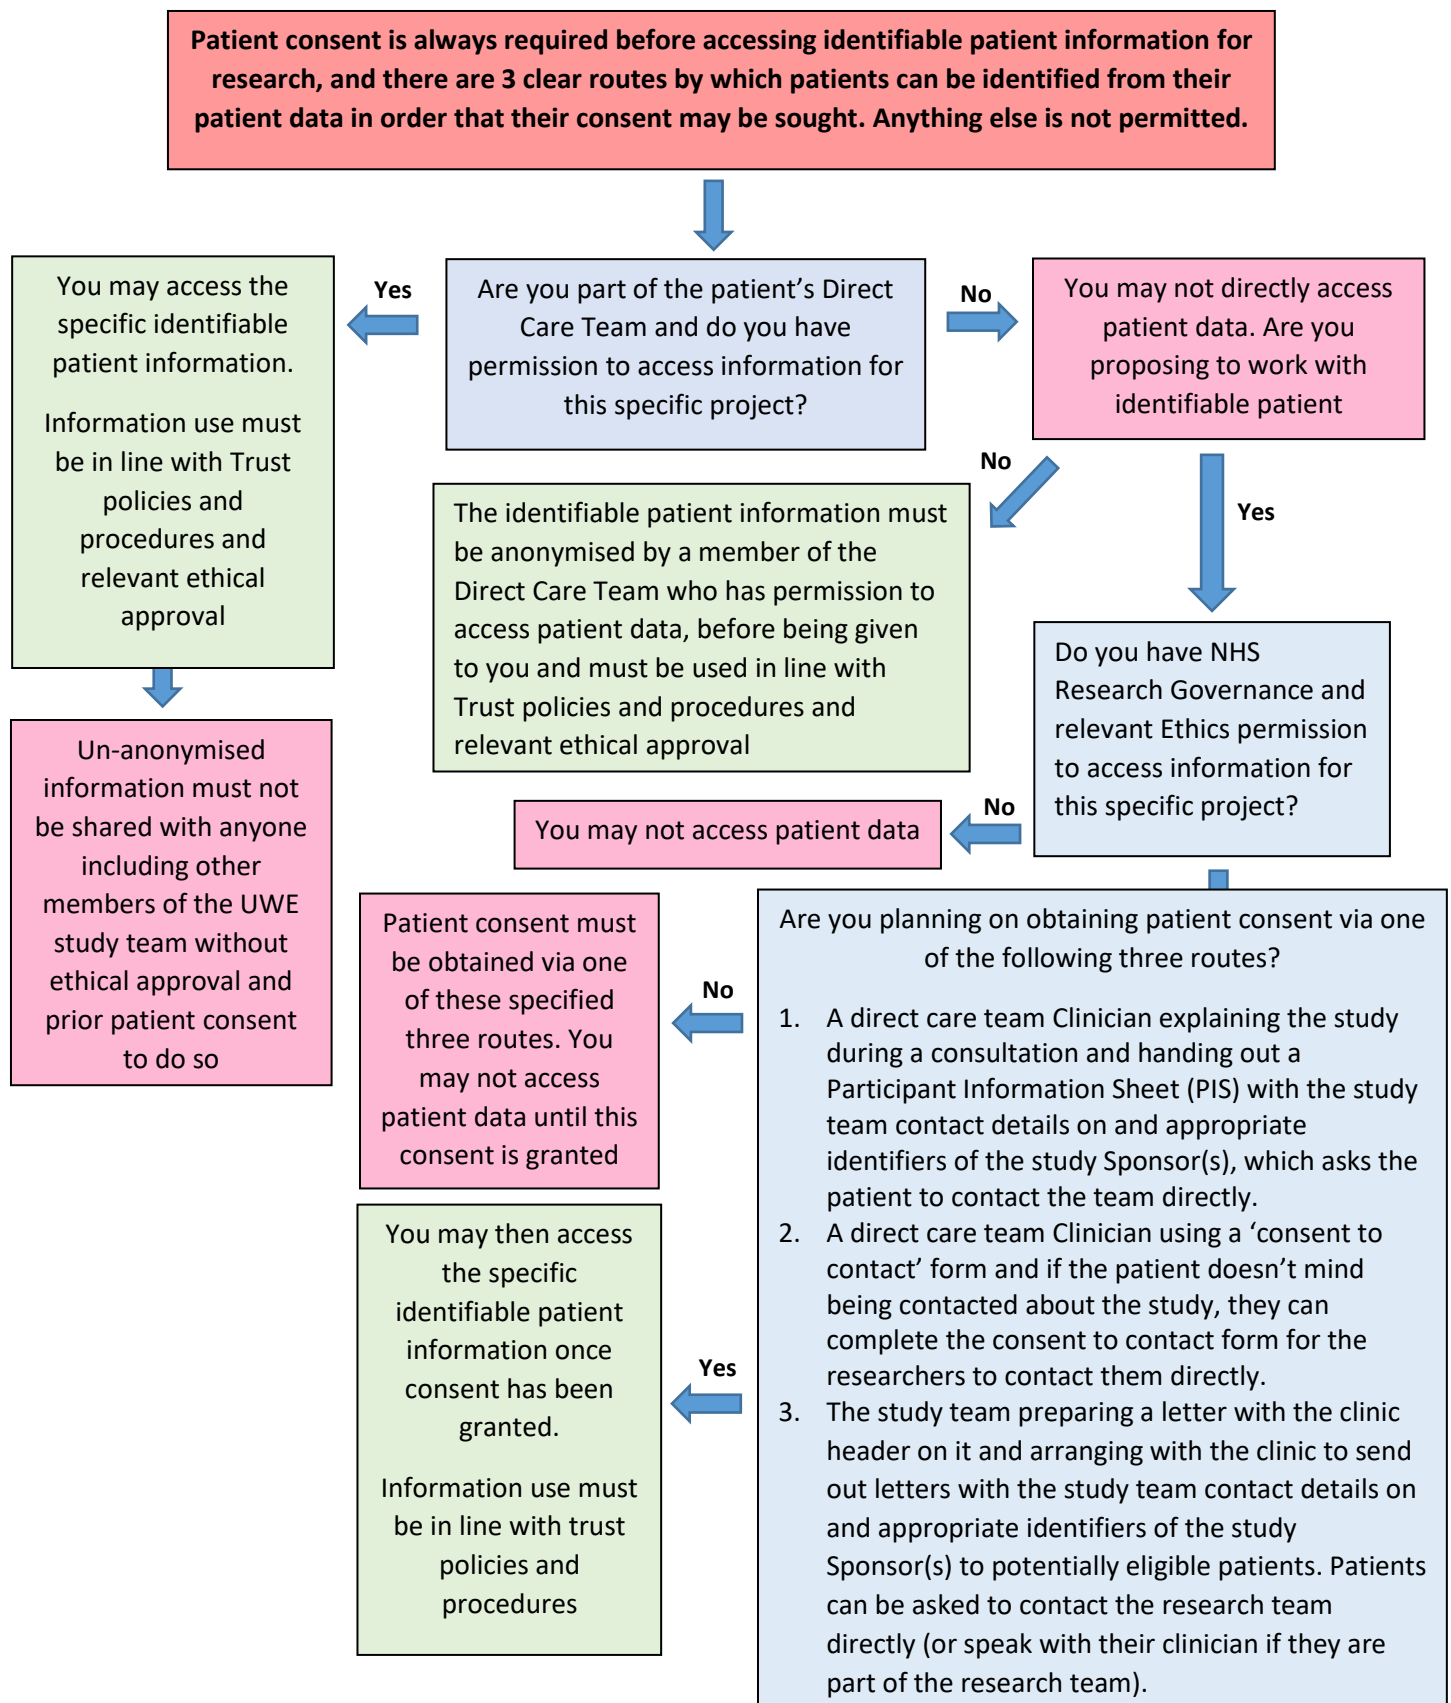 Patient consent is always required before accessing identifiable patient information for
research, and there are 3 clear routes by which patients can be identified from their
patient data in order that their consent may be sought. Anything else is not permitted.
You may access the
specific identifiable
patient information.
Information use must
be in line with Trust
policies and
procedures and
relevant ethical
approval
Yes
Are you part of the patient’s Direct
Care Team and do you have
permission to access information for
this specific project?
No
You may not directly access
patient data. Are you
proposing to work with
identifiable patient
No
Yes
The identifiable patient information must
be anonymised by a member of the
Direct Care Team who has permission to
access patient data, before being given
to you and must be used in line with
Trust policies and procedures and
relevant ethical approval
Do you have NHS
Research Governance and
relevant Ethics permission
to access information for
this specific project?
Un-anonymised
information must not
be shared with anyone
including other
members of the UWE
study team without
ethical approval and
prior patient consent
to do so
No
You may not access patient data
Are you planning on obtaining patient consent via one
of the following three routes?
1. A direct care team Clinician explaining the study
during a consultation and handing out a
Participant Information Sheet (PIS) with the study
team contact details on and appropriate
identifiers of the study Sponsor(s), which asks the
patient to contact the team directly.
2. A direct care team Clinician using a ‘consent to
contact’ form and if the patient doesn’t mind
being contacted about the study, they can
complete the consent to contact form for the
researchers to contact them directly.
3. The study team preparing a letter with the clinic
header on it and arranging with the clinic to send
out letters with the study team contact details on
and appropriate identifiers of the study
Sponsor(s) to potentially eligible patients. Patients
can be asked to contact the research team
directly (or speak with their clinician if they are
part of the research team).
No
Patient consent must
be obtained via one
of these specified
three routes. You
may not access
patient data until this
consent is granted
Yes
You may then access
the specific
identifiable patient
information once
consent has been
granted.
Information use must
be in line with trust
policies and
procedures